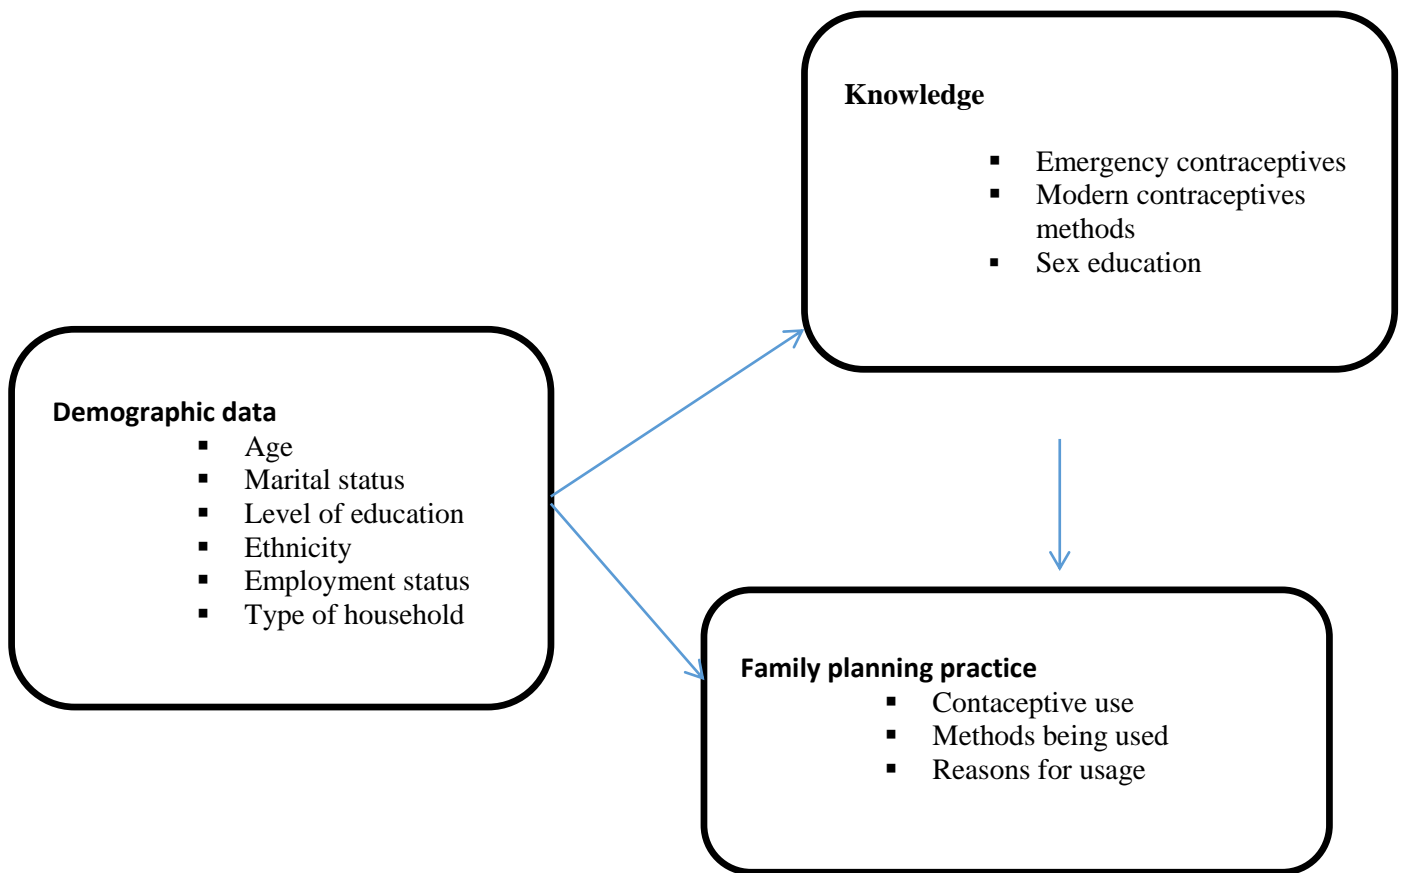 Knowledge
▪ Emergency contraceptives
▪ Modern contraceptives
methods
▪ Sex education
Demographic data
▪ Age
▪ Marital status
▪ Level of education
▪ Ethnicity
▪ Employment status
▪ Type of household
Family planning practice
▪ Contaceptive use
▪ Methods being used
▪ Reasons for usage